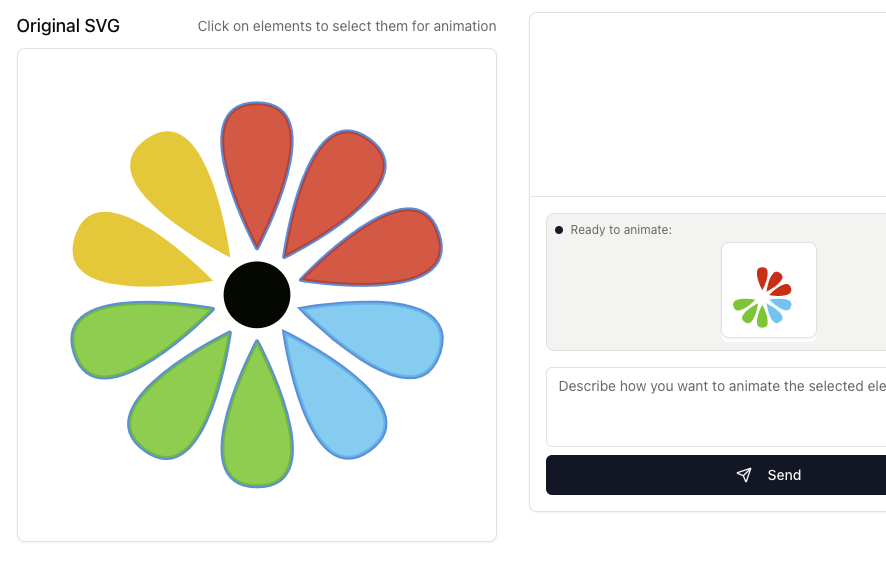 Original SVG
Click on elements to select them for animation
Ready to animate:
Describe how you want to animate the selected ele
Send